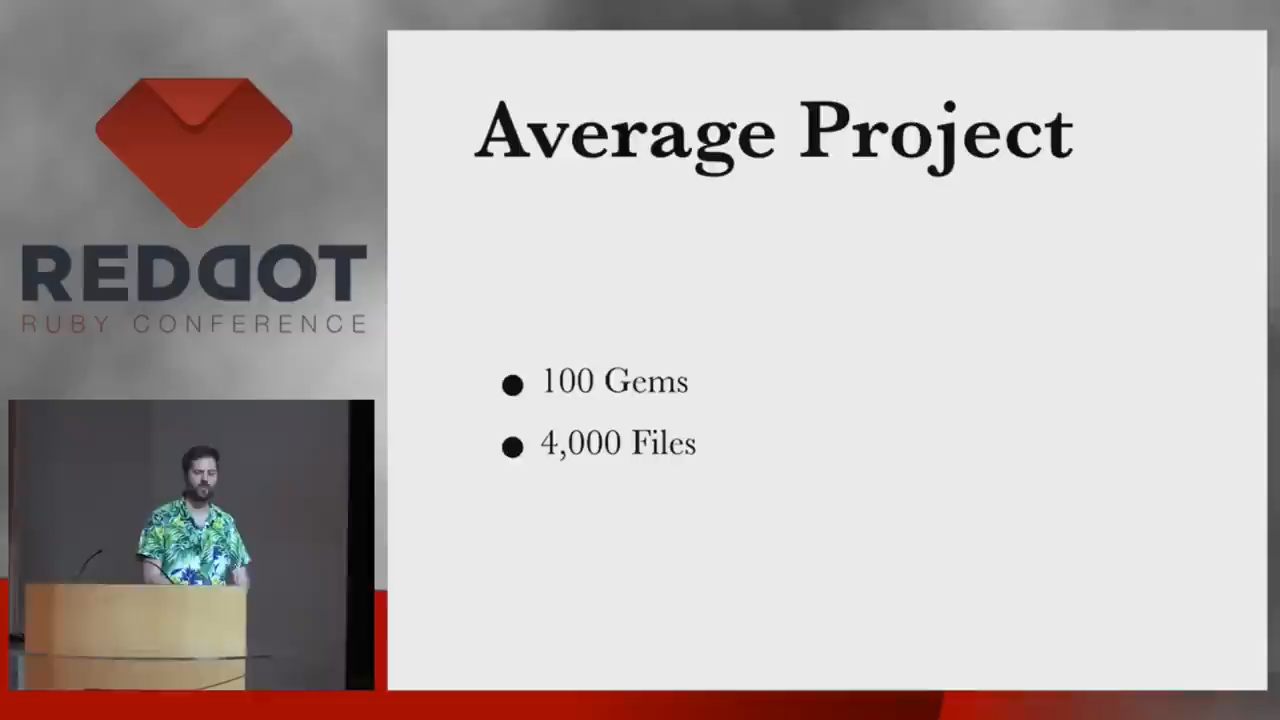 REDDOT
RUBY CONFERENCE
Average Project
● 100 Gems
● 4,000 Files